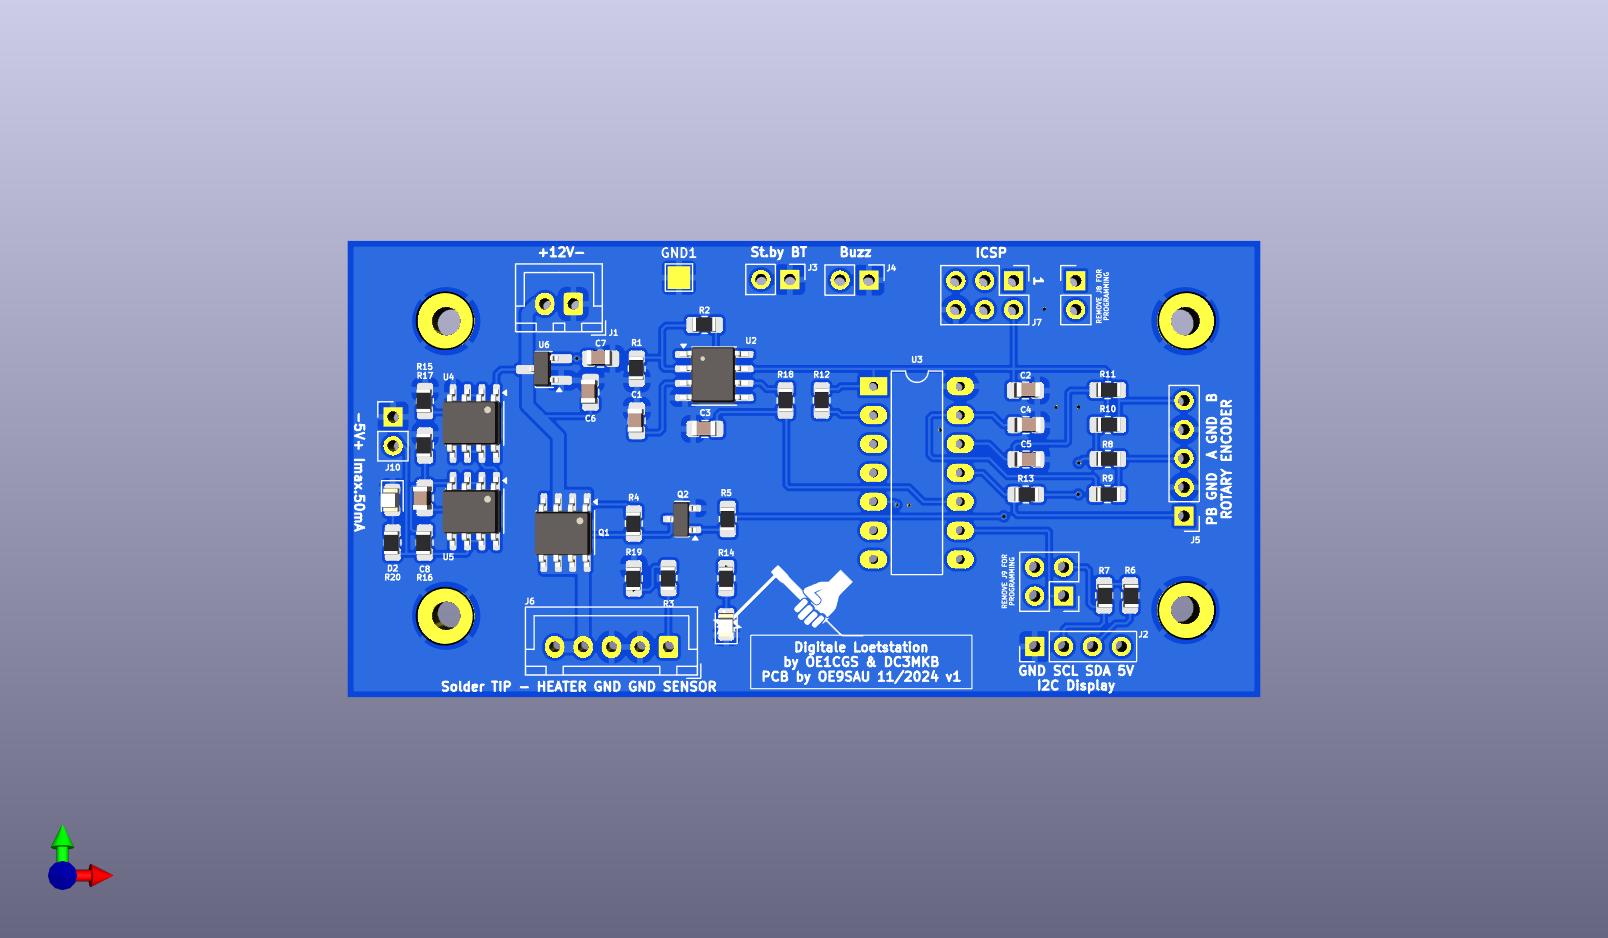 +12V-
GND1
St.by BT
Buzz
ICSP
J3
J4
1
REMOVE J8 FOR
PROGRAMMING
J7
R2
J1
U6
C7
R1
U2
U3
R15
R17
U4
R18
R12
C2
R11
C6
C1
C3
C4
R10
C5
R8
R13
R9
-5V+ Imax.50mA
J10
PB GND A GND B
ROTARY ENCODER
J5
R4
Q2
R5
Q1
U5
D2
R20
C8
R16
R19
R3
R14
REMOVE J9 FOR
PROGRAMMING
R7
R6
J6
J2
Digitale Loetstation
by OE1CGS & DC3MKB
PCB by OE9SAU 11/2024 v1
GND SCL SDA 5V
I2C Display
Solder TIP - HEATER GND GND SENSOR